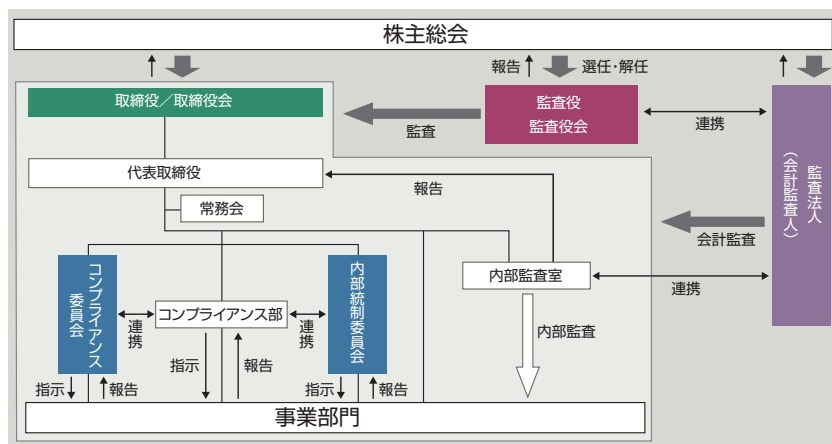 株主総会
報告
選任・解任
取締役／取締役会
監査役
監査役会
監査
連携
監査法人
（会計監査人）
代表取締役
報告
常務会
会計監査
コンプライアンス
委員会
連携
コンプライアンス部
連携
内部統制委員会
内部監査室
連携
内部監査
指示
報告
指示
報告
指示
報告
事業部門